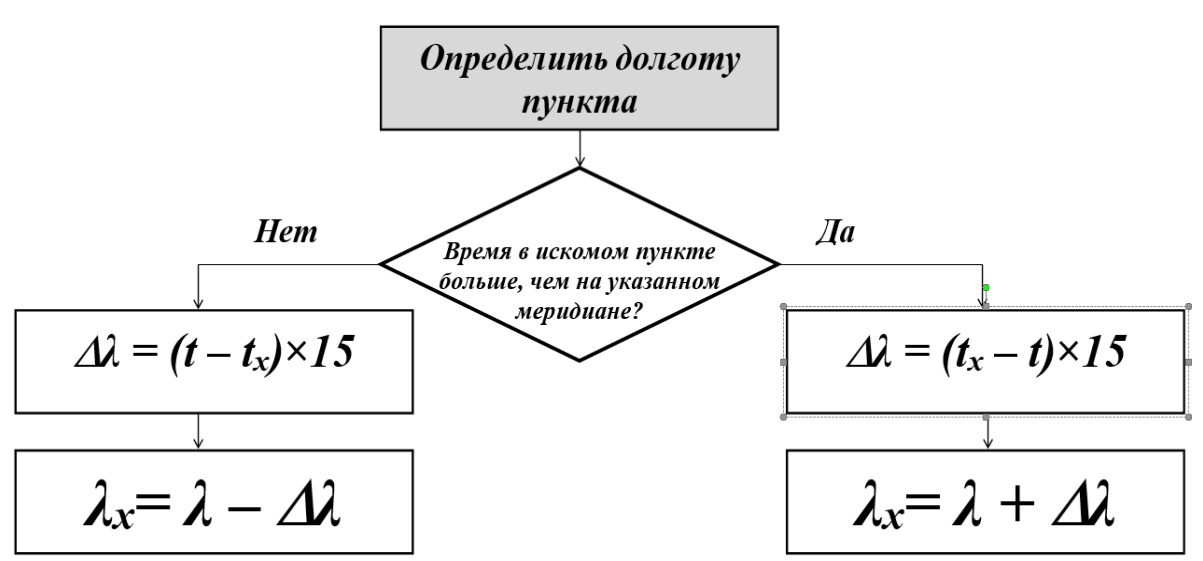 Определить долготу
пункта
Нет
Да
Время в искомом пункте
больше, чем на указанном
меридиане?
Δλ = (t – tₓ)×15
Δλ = (tₓ – t)×15
λₓ= λ – Δλ
λₓ= λ + Δλ